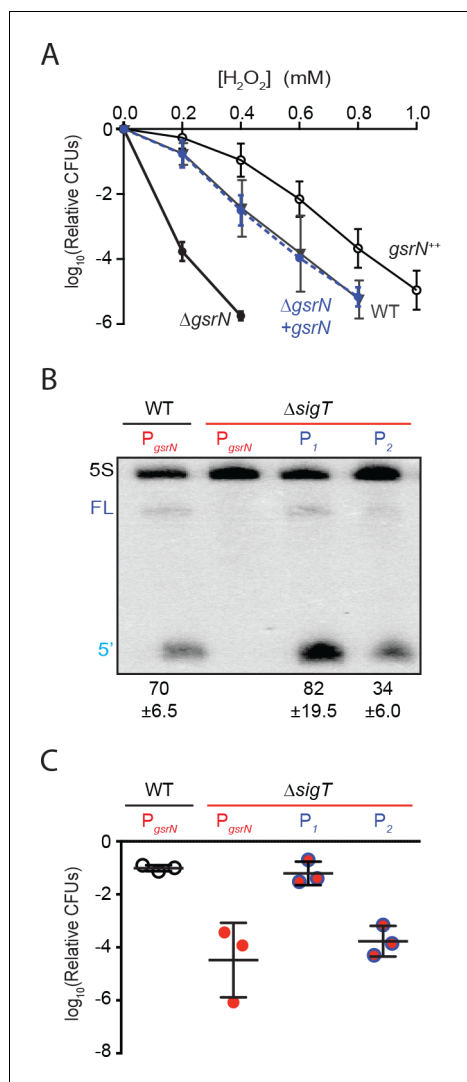 A
[H2O2] (mM)
0.0 0.2 0.4 0.6 0.8 1.0
0
-2
-4
-6
log10(Relative CFUs)
gsrN++
WT
ΔgsrN
+gsrN
ΔgsrN
B
WT ΔsigT
PgsrN PgsrN P1 P2
5S
FL
5'
70 82 34
±6.5 ±19.5 ±6.0
C
WT ΔsigT
PgsrN PgsrN P1 P2
0
-2
-4
-6
-8
log10(Relative CFUs)